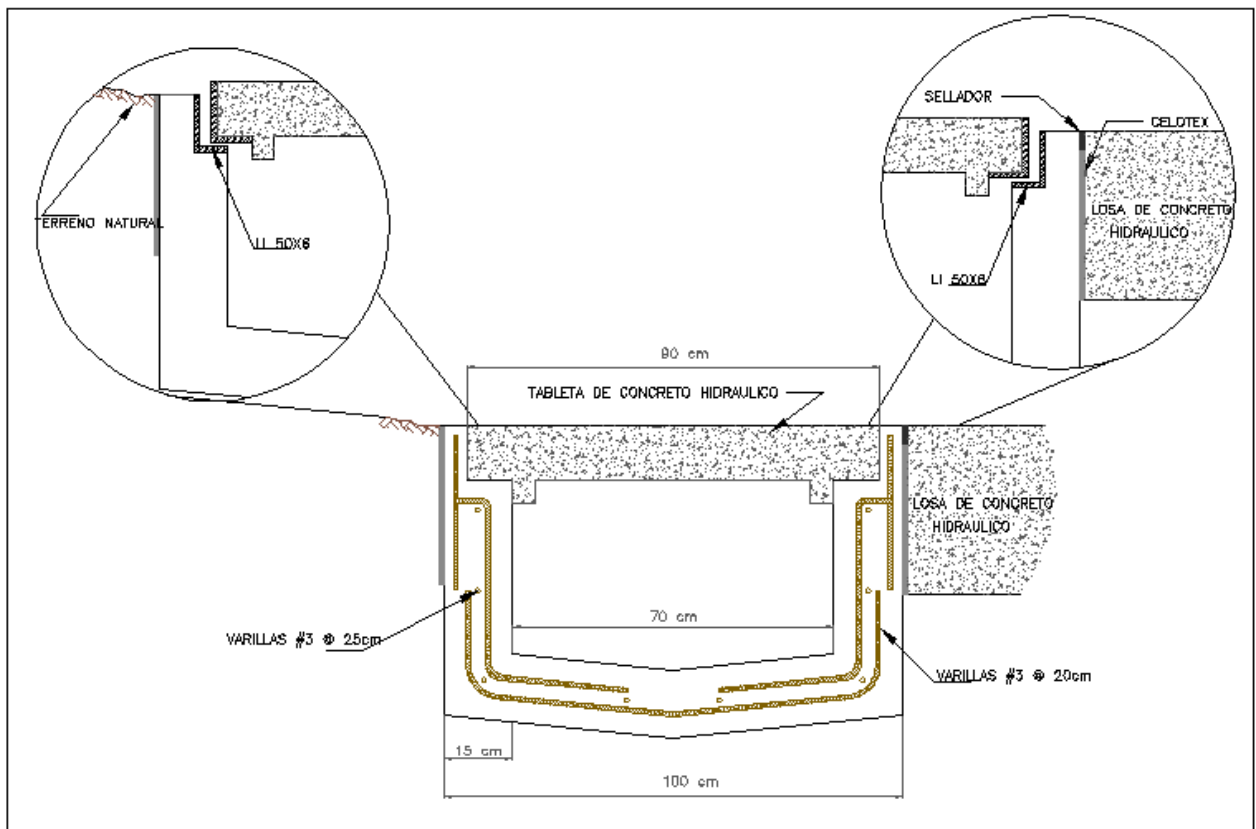 SELLADOR
CELOTEX
TERRENO NATURAL
LI 50X6
LOSA DE CONCRETO
HIDRAULICO
LI 50X6
90 cm
TABLETA DE CONCRETO HIDRAULICO
LOSA DE CONCRETO
HIDRAULICO
70 cm
VARILLAS #3 @ 25cm
VARILLAS #3 @ 20cm
15 cm
100 cm